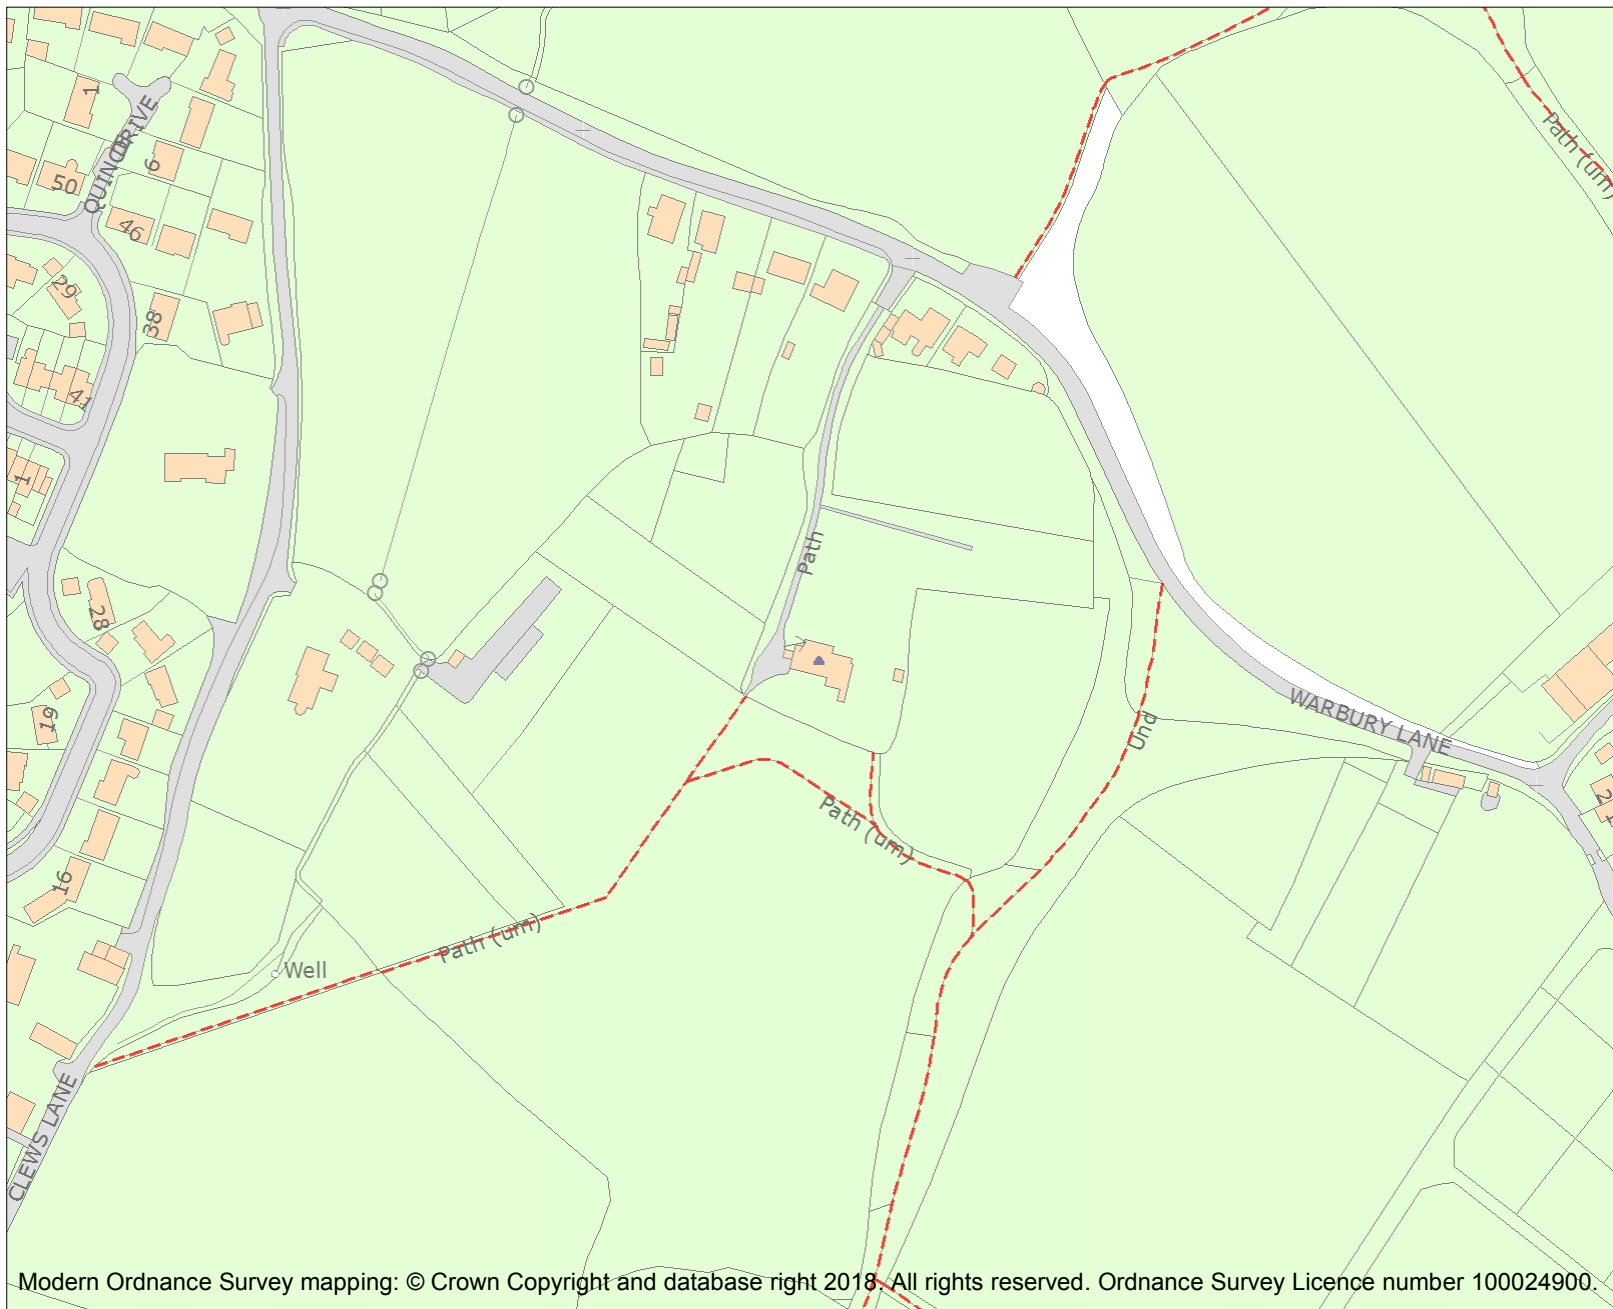 1
QUINCE DRIVE
6
50
46
29
38
41
1
28
19
16
Path (um)
Path
Und
WARBURY LANE
Path (um)
Path (um)
Well
CLEWS LANE
Modern Ordnance Survey mapping: © Crown Copyright and database right 2018. All rights reserved. Ordnance Survey Licence number 100024900.